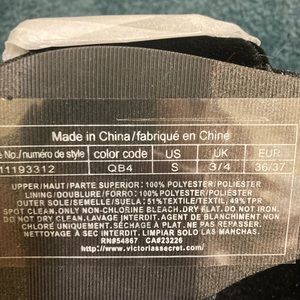 Made in China/fabriqué en Chine
e No./numéro de style color code US UK EUR
11193312 QB4 S 3/4 36/37
UPPER/HAUT/PARTE SUPERIOR: 100% POLYESTER/POLIESTER
LINING/DOUBLURE/FORRO: 100% POLYESTER/POLIESTER
OUTER SOLE/SEMELLE/SUELA: 51%TEXTILE/TEXTIL, 49% TPR
SPOT CLEAN. ONLY NON-CHLORINE BLEACH. DRY FLAT. DO NOT IRON.
DO NOT DRY CLEAN.
AGENT DE BLANCHIMENT, AUCUN
CHLORÉ UNIQUEMENT. SÉCHAGE À PLAT. NE PAS REPASSER.
NETTOYAGE À SEC INTERDIT. LIMPIAR SOLO LAS MANCHAS.
RN#54867 CA#23226
http://www.victoriassecret.com/